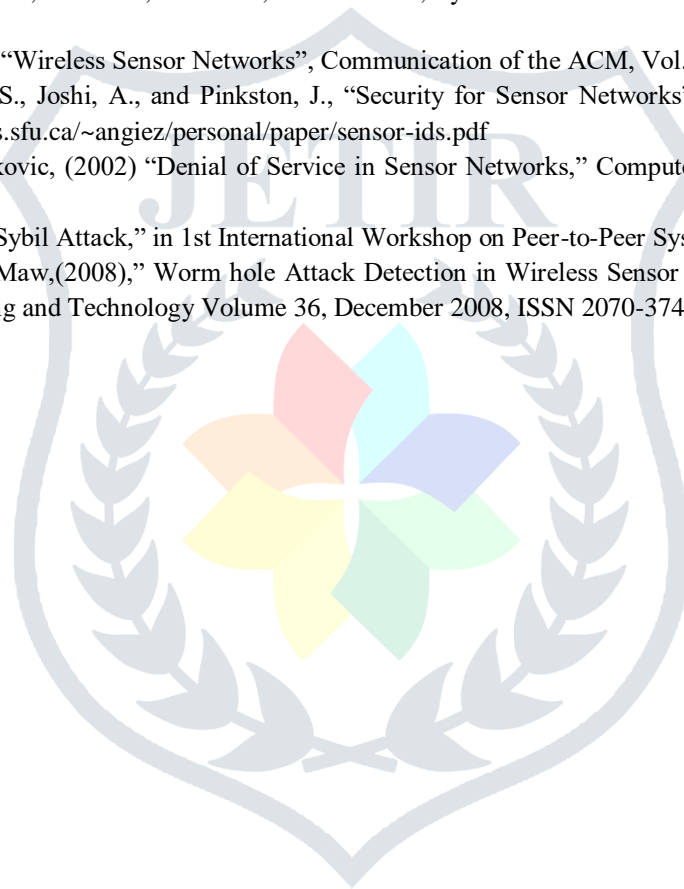 “Wireless Sensor Networks”, Communication of the ACM, Vol.
S., Joshi, A., and Pinkston, J., “Security for Sensor Networks”
s.sfu.ca/~angiez/personal/paper/sensor-ids.pdf
kovic, (2002) “Denial of Service in Sensor Networks,” Compute
JETIR
Sybil Attack,” in 1st International Workshop on Peer-to-Peer Sys
Maw,(2008),” Worm hole Attack Detection in Wireless Sensor
ng and Technology Volume 36, December 2008, ISSN 2070-374